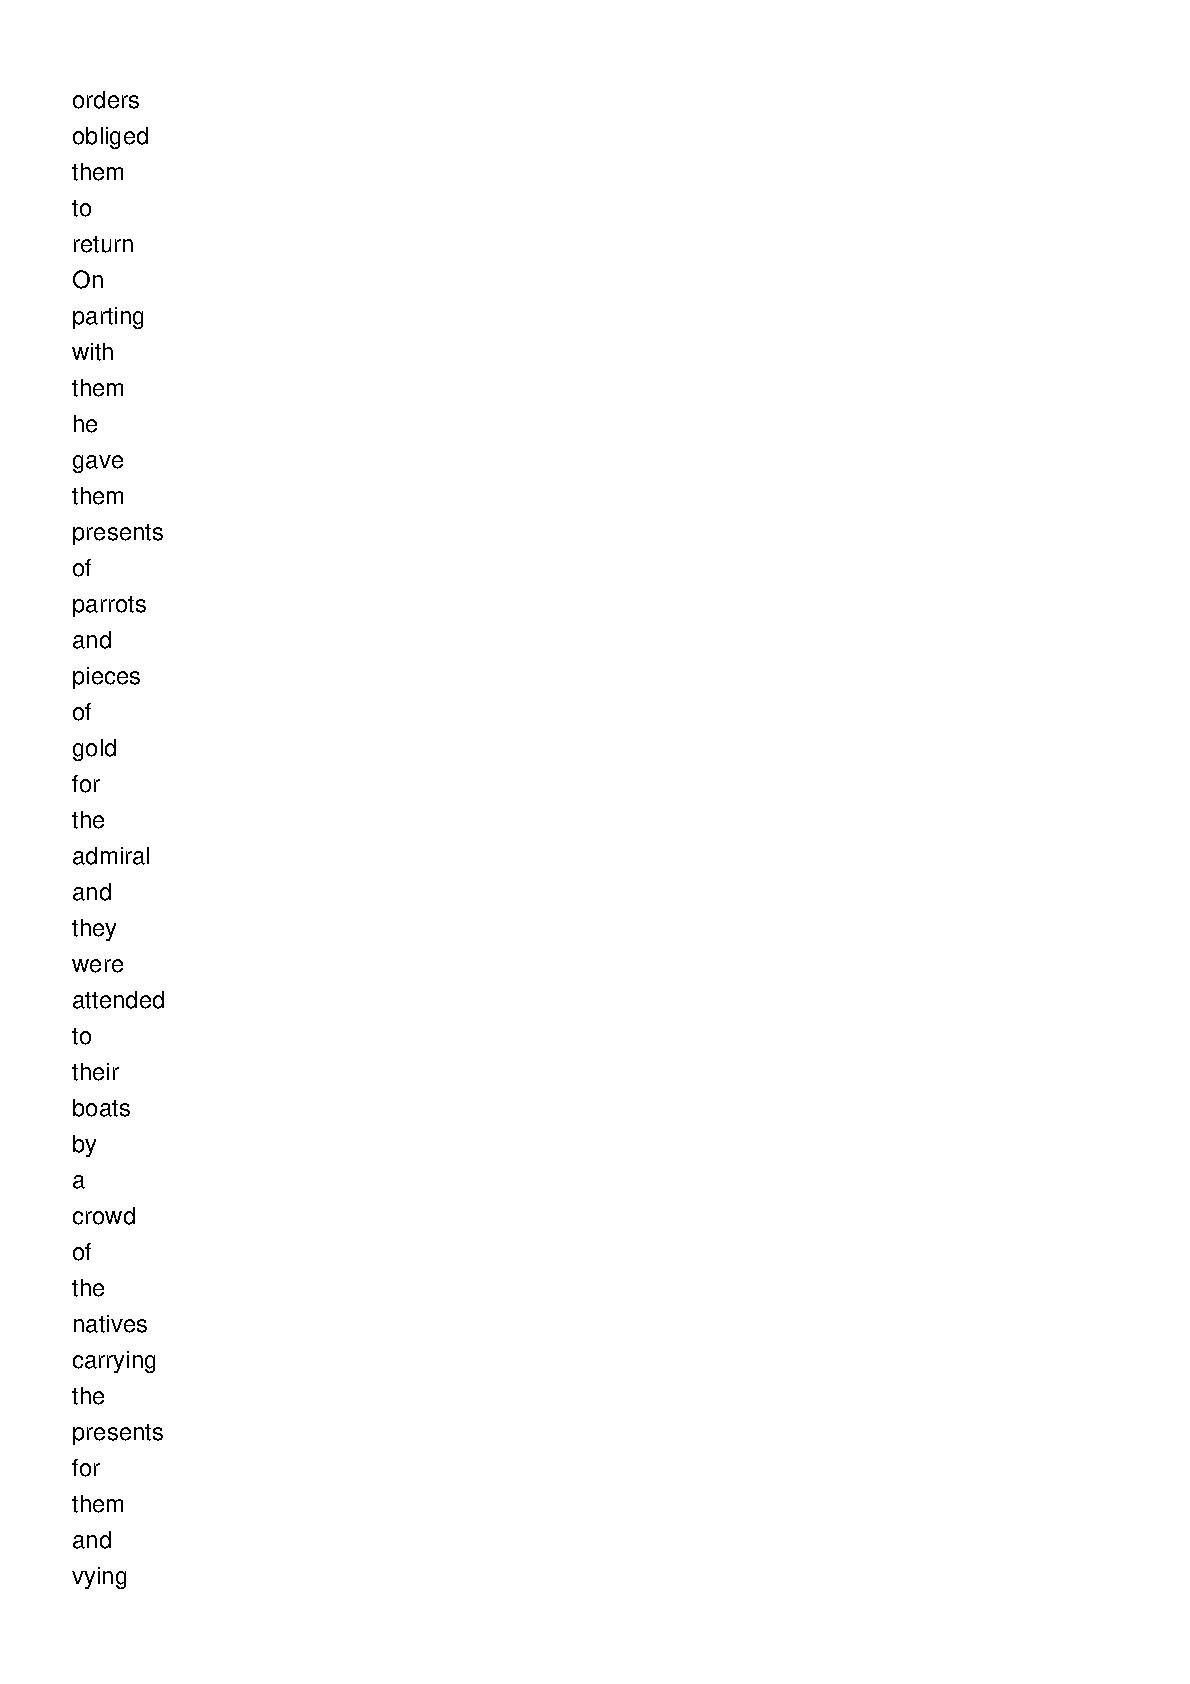 orders
obliged
them
to
return
On
parting
with
them
he
gave
them
presents
of
parrots
and
pieces
of
gold
for
the
admiral
and
they
were
attended
to
their
boats
by
a
crowd
of
the
natives
carrying
the
presents
for
them
and
vying